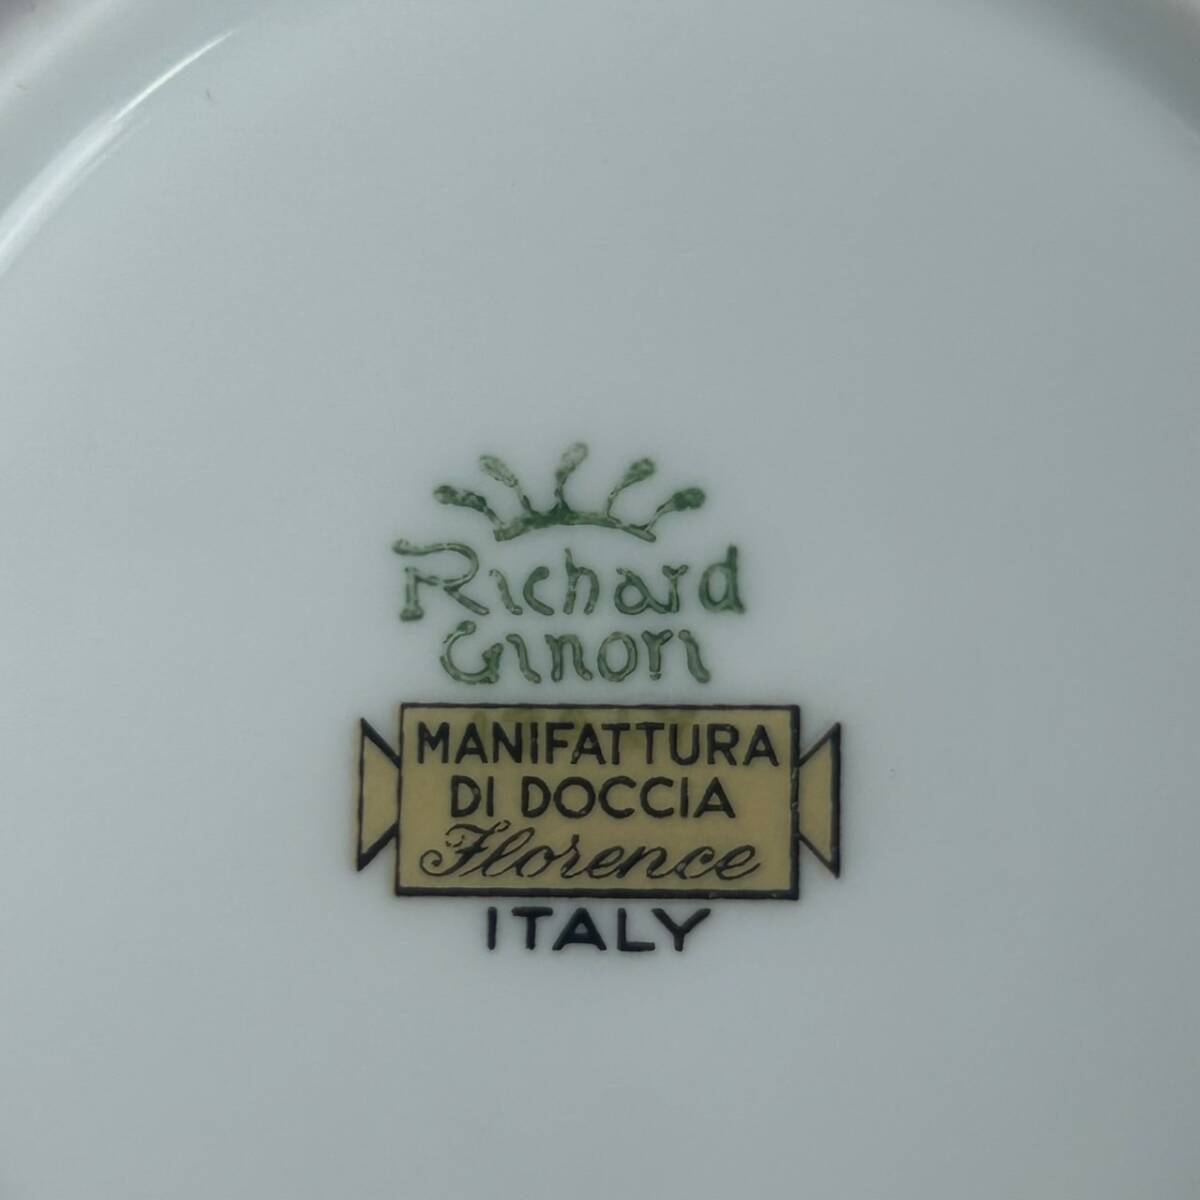 Richard
Ginori
MANIFATTURA
DI DOCCIA
Florence
ITALY